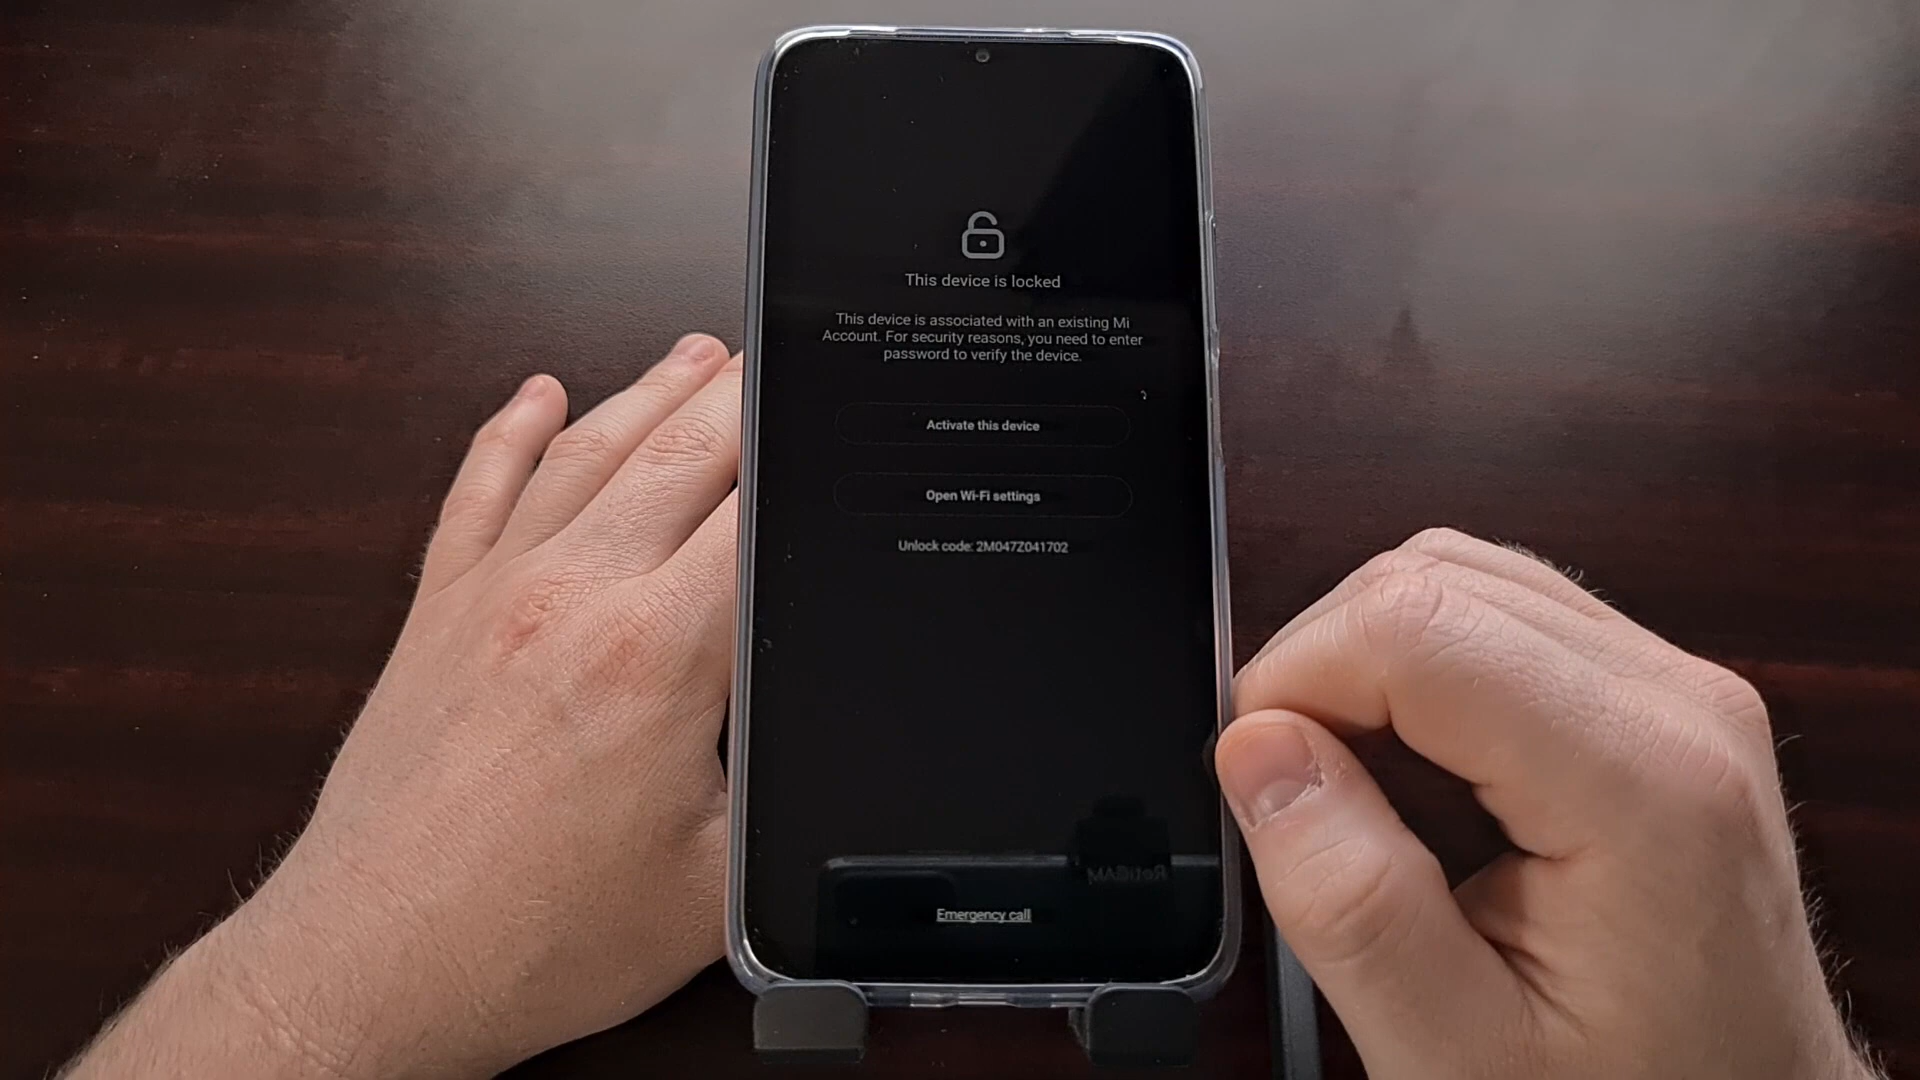 This device is locked
This device is associated with an existing Mi
Account. For security reasons, you need to enter
password to verify the device.
Activate this device
Open Wi-Fi settings
Unlock code: 2M047Z041702
Emergency call